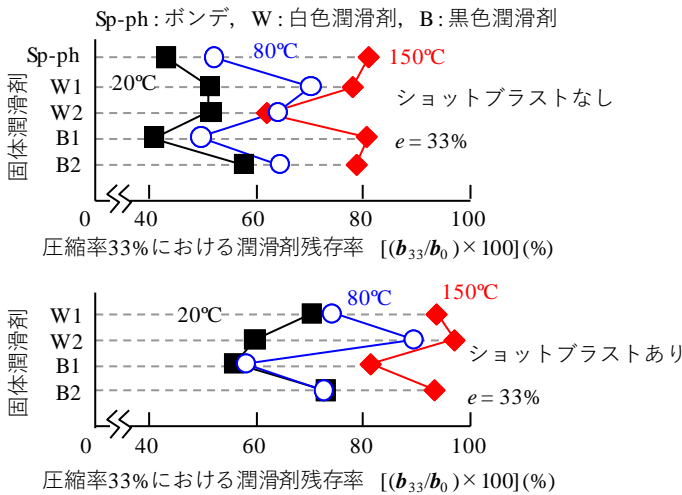 Sp-ph : ボンデ, W : 白色潤滑剤, B : 黒色潤滑剤
固体潤滑剤
Sp-ph
W1
W2
B1
B2
20℃
80℃
150℃
ショットブラストなし
e = 33%
0 40 60 80 100
圧縮率33%における潤滑剤残存率 [(b33/b0)×100](%)
固体潤滑剤
W1
W2
B1
B2
20℃
80℃
150℃
ショットブラストあり
e = 33%
0 40 60 80 100
圧縮率33%における潤滑剤残存率 [(b33/b0)×100](%)